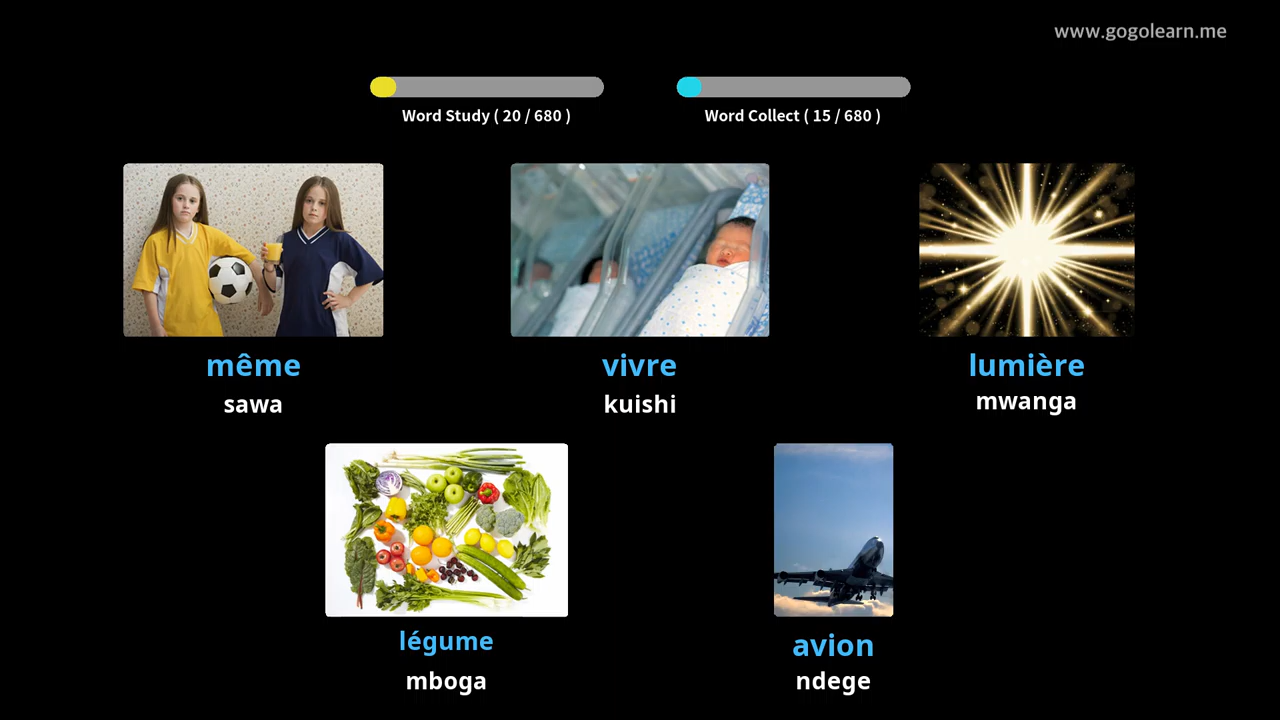 www.gogolearn.me
Word Study ( 20 / 680 )
Word Collect ( 15 / 680 )
même
sawa
vivre
kuishi
lumière
mwanga
légume
mboga
avion
ndege